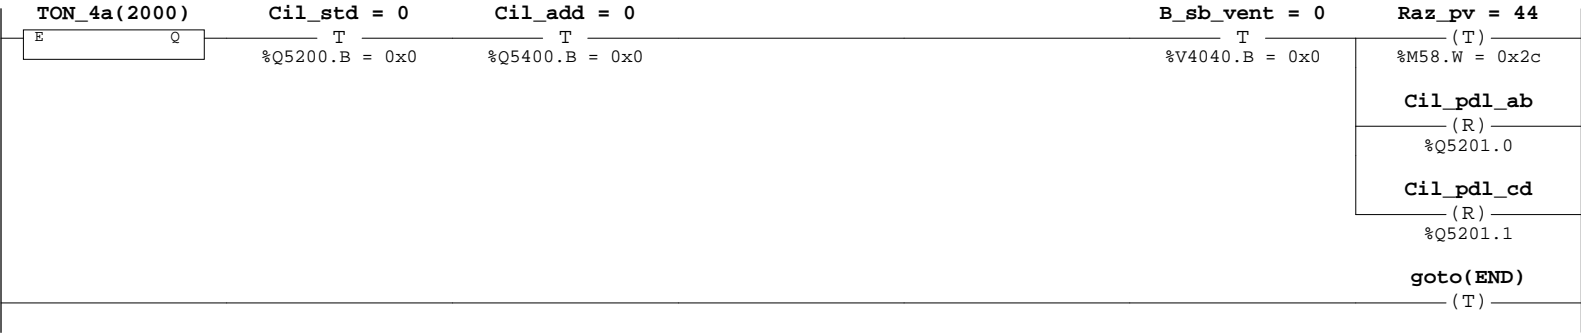 TON_4a(2000) Cil_std = 0 Cil_add = 0 B_sb_vent = 0 Raz_pv = 44
E Q T T T (T)
%Q5200.B = 0x0 %Q5400.B = 0x0 %V4040.B = 0x0 %M58.W = 0x2c
Cil_pdl_ab
(R)
%Q5201.0
Cil_pdl_cd
(R)
%Q5201.1
goto(END)
(T)